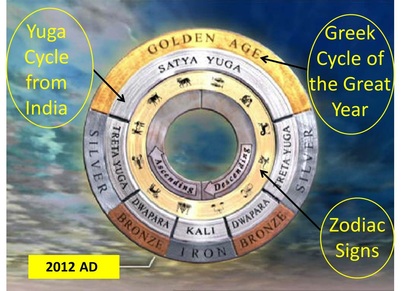 Yuga
Cycle
from
India
Greek
Cycle of
the Great
Year
GOLDEN AGE
SATYA YUGA
SILVER
TRETA YUGA
TRETA YUGA
SILVER
Ascending
Descending
DWAPARA
KALI
DWAPARA
BRONZE
IRON
BRONZE
Zodiac
Signs
2012 AD